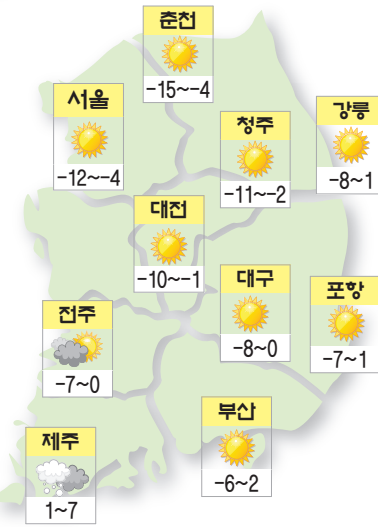 춘천
-15~-4
서울
-12~-4
청주
-11~-2
강릉
-8~1
대전
-10~-1
대구
-8~0
포항
-7~1
전주
-7~0
부산
-6~2
제주
1~7